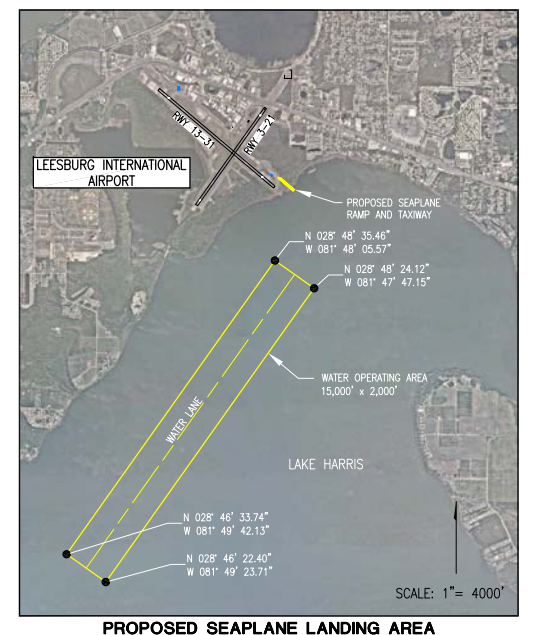 RWY 13-31
RWY 3-21
LEESBURG INTERNATIONAL
AIRPORT
PROPOSED SEAPLANE
RAMP AND TAXIWAY
N 028° 48' 35.46"
W 081° 48' 05.57"
N 028° 48' 24.12"
W 081° 47' 47.15"
WATER OPERATING AREA
15,000' x 2,000'
WATER LANE
LAKE HARRIS
N 028° 46' 33.74"
W 081° 49' 42.13"
N 028° 46' 22.40"
W 081° 49' 23.71"
SCALE: 1"= 4000'
PROPOSED SEAPLANE LANDING AREA